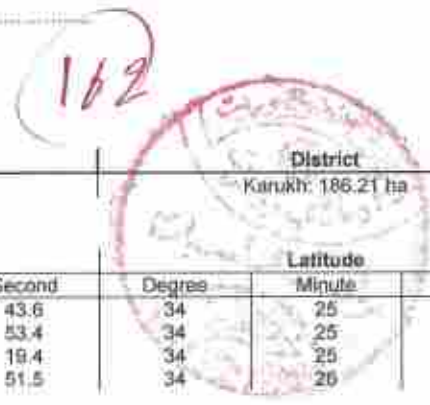 162
District
Karukh: 186.21 ha
Latitude
Second Degree Minute
43.6 34 25
53.4 34 25
19.4 34 25
51.5 34 26